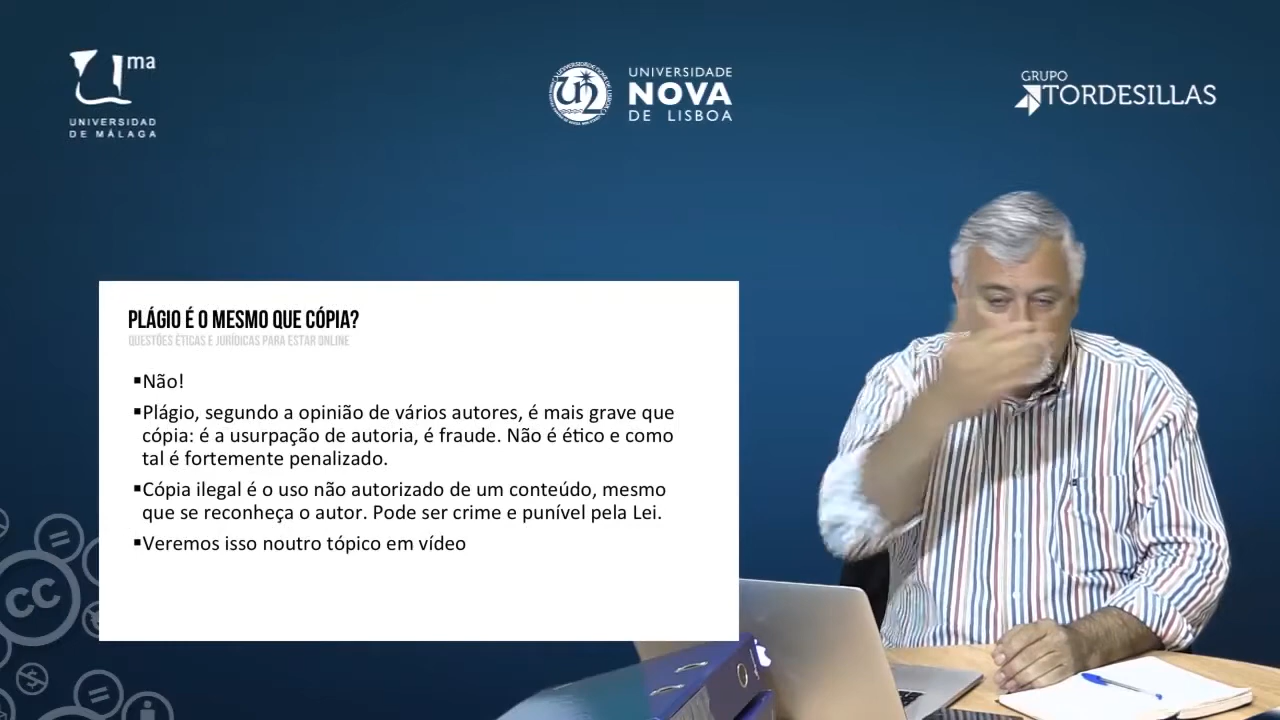 ma
UNIVERSIDAD
DE MÁLAGA
UNIVERSIDADE
NOVA
DE LISBOA
GRUPO
TORDESILLAS
PLÁGIO É O MESMO QUE CÓPIA?
QUESTÕES ÉTICAS E JURÍDICAS PARA ESTAR ONLINE
▪Não!
▪Plágio, segundo a opinião de vários autores, é mais grave que
cópia: é a usurpação de autoria, é fraude. Não é ético e como
tal é fortemente penalizado.
▪Cópia ilegal é o uso não autorizado de um conteúdo, mesmo
que se reconheça o autor. Pode ser crime e punível pela Lei.
▪Veremos isso noutro tópico em vídeo
CC